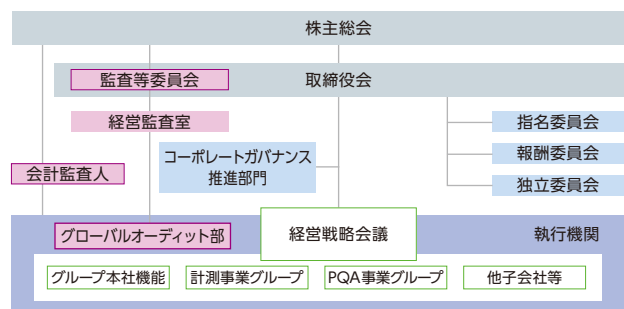 株主総会
監査等委員会
取締役会
経営監査室
指名委員会
コーポレートガバナンス
推進部門
報酬委員会
会計監査人
独立委員会
グローバルオーディット部
経営戦略会議
執行機関
グループ本社機能
計測事業グループ
PQA事業グループ
他子会社等